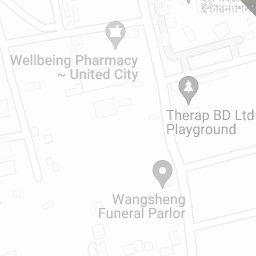 Wellbeing Pharmacy
~ United City
Therap BD Ltd
Playground
Wangsheng
Funeral Parlor